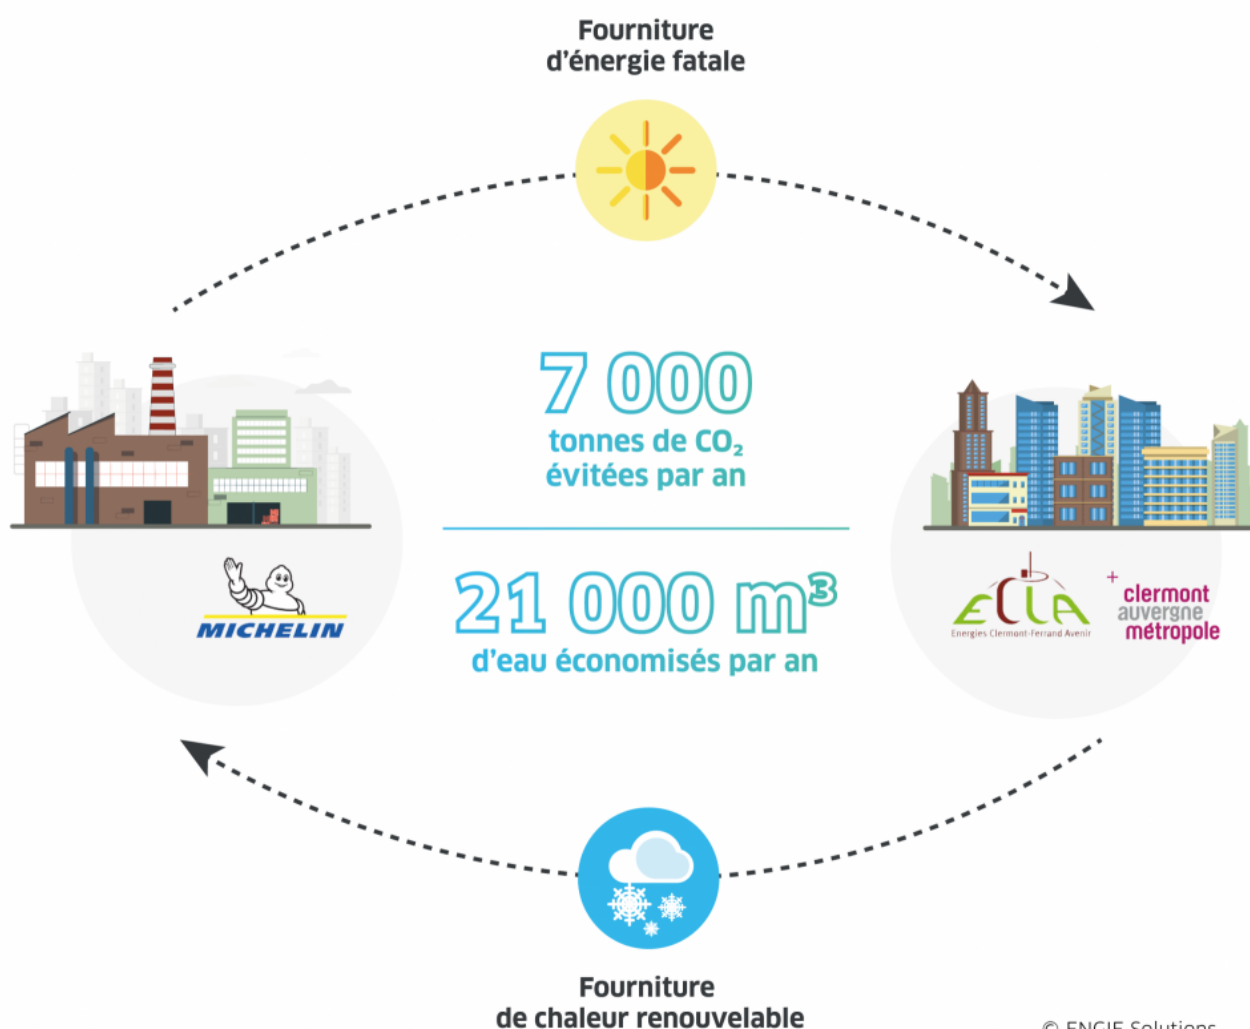 Fourniture
d'énergie fatale
7 000
tonnes de CO₂
évitées par an
21 000 m³
d'eau économisés par an
MICHELIN
ECLA
Energies Clermont-Ferrand Avenir
+
clermont
auvergne
métropole
Fourniture
de chaleur renouvelable
© ENGIE Solutions